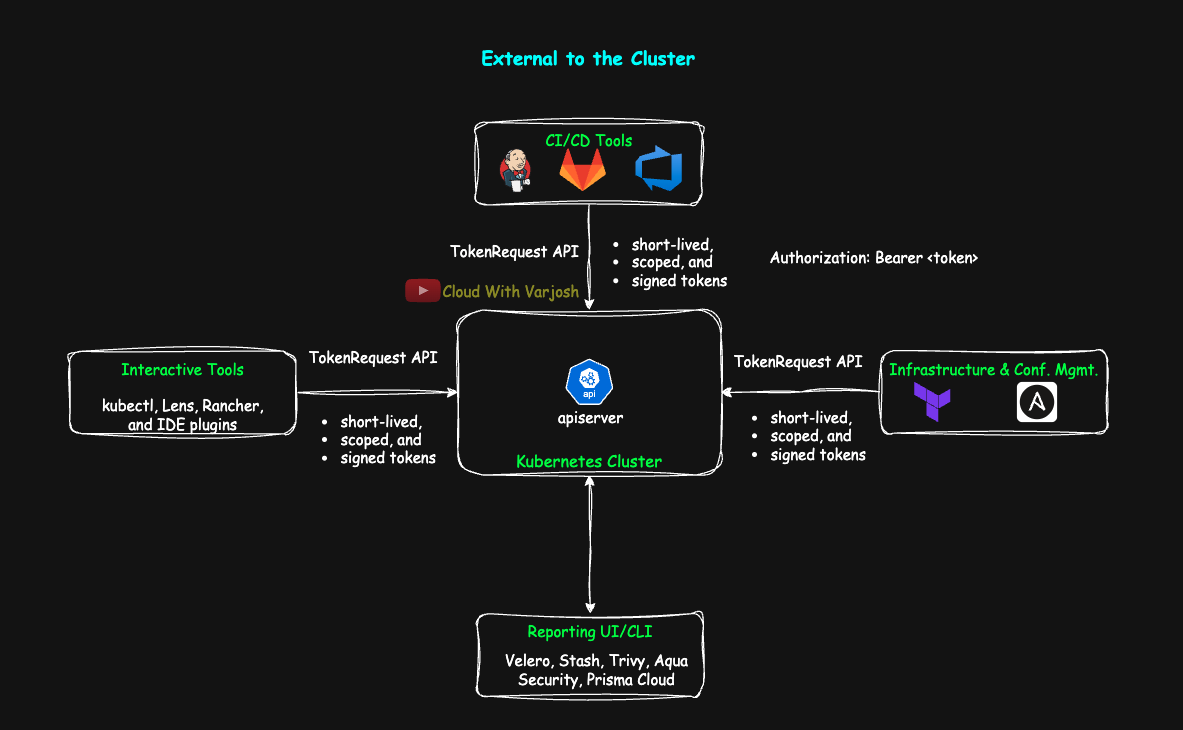 External to the Cluster
CI/CD Tools
TokenRequest API
• short-lived,
• scoped, and
• signed tokens
Authorization: Bearer <token>
Cloud With Varjosh
Interactive Tools
kubectl, Lens, Rancher,
and IDE plugins
TokenRequest API
• short-lived,
• scoped, and
• signed tokens
api
apiserver
Kubernetes Cluster
TokenRequest API
• short-lived,
• scoped, and
• signed tokens
Infrastructure & Conf. Mgmt.
Reporting UI/CLI
Velero, Stash, Trivy, Aqua
Security, Prisma Cloud